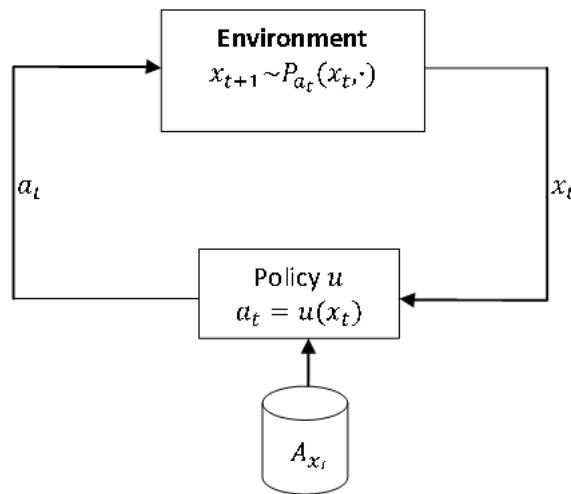 Environment
x_{t+1}~P_{a_t}(x_t,·)
a_t
x_t
Policy u
a_t = u(x_t)
A_{x_t}